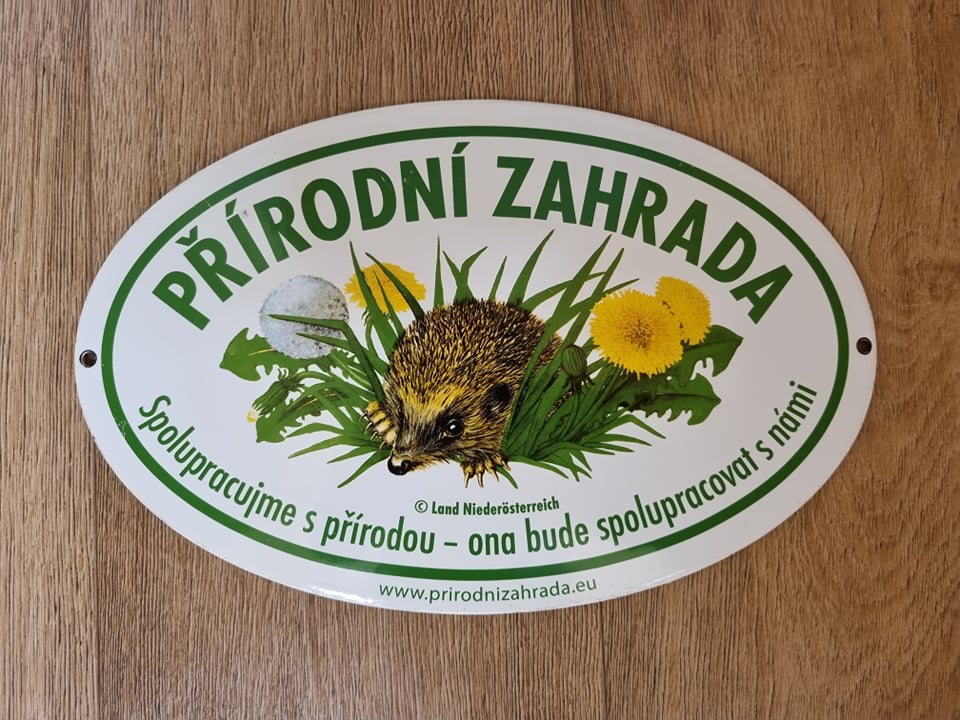 PŘÍRODNÍ ZAHRADA
© Land Niederösterreich
Spolupracujme s přírodou – ona bude spolupracovat s námi
www.prirodnizahrada.eu